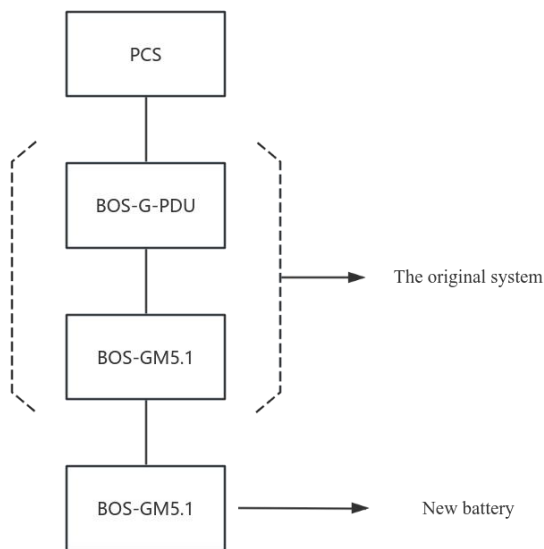 PCS
BOS-G-PDU
The original system
BOS-GM5.1
BOS-GM5.1
New battery